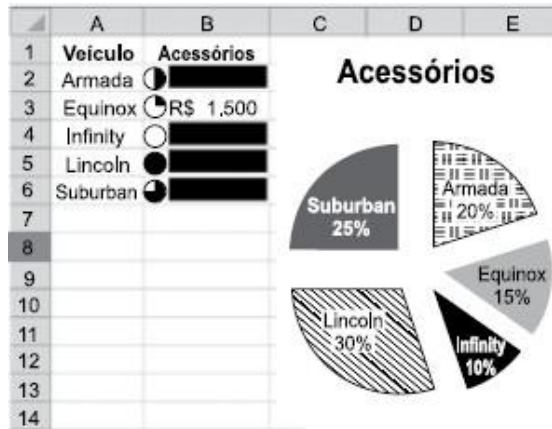 A B C D E
1 Veículo Acessórios
2 Armada
3 Equinox R$ 1.500
4 Infinity
5 Lincoln
6 Suburban
7
8
9
10
11
12
13
14
Acessórios
Suburban
25%
Armada
20%
Equinox
15%
Lincoln
30%
Infinity
10%